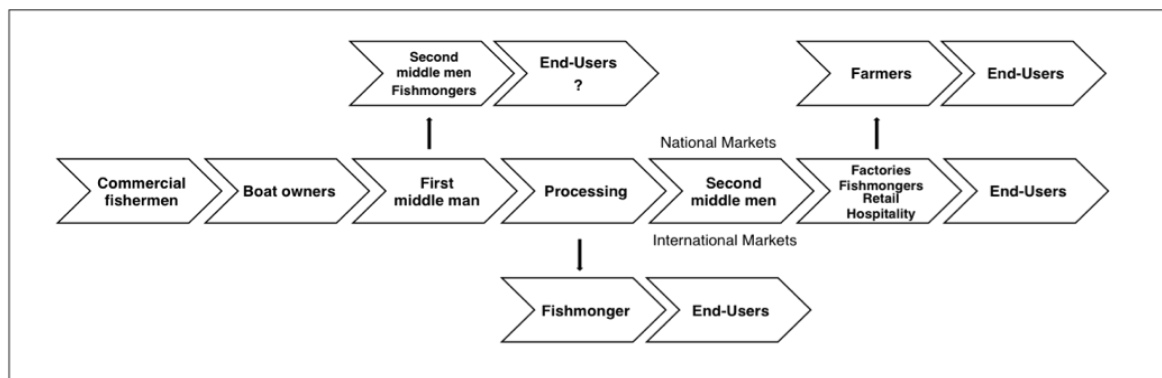 Second
middle men
Fishmongers
End-Users
?
Farmers
End-Users
National Markets
Commercial
fishermen
Boat owners
First
middle man
Processing
Second
middle men
Factories
Fishmongers
Retail
Hospitality
End-Users
International Markets
Fishmonger
End-Users